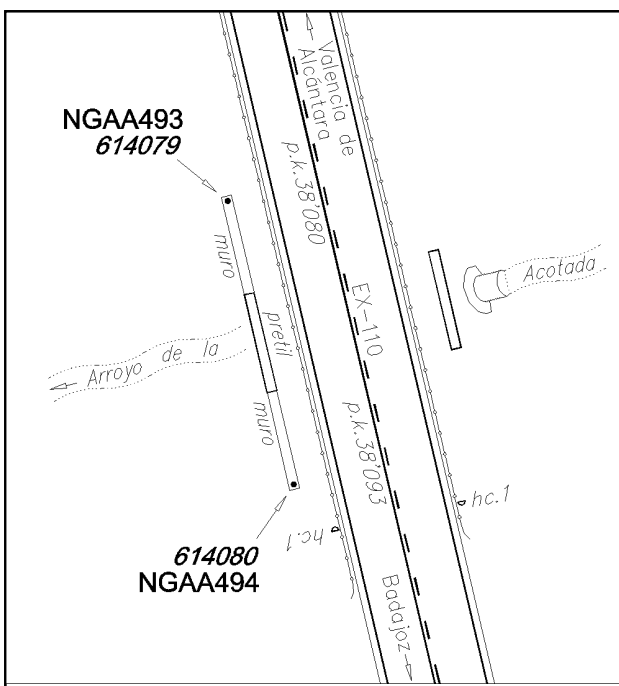 Valencia de
Alcántara
NGAA493
614079
p.k.38'080
muro
Acotada
pretil
EX-110
Arroyo de la
muro
p.k.38'093
hc.1
hc.1
614080
NGAA494
Badajoz